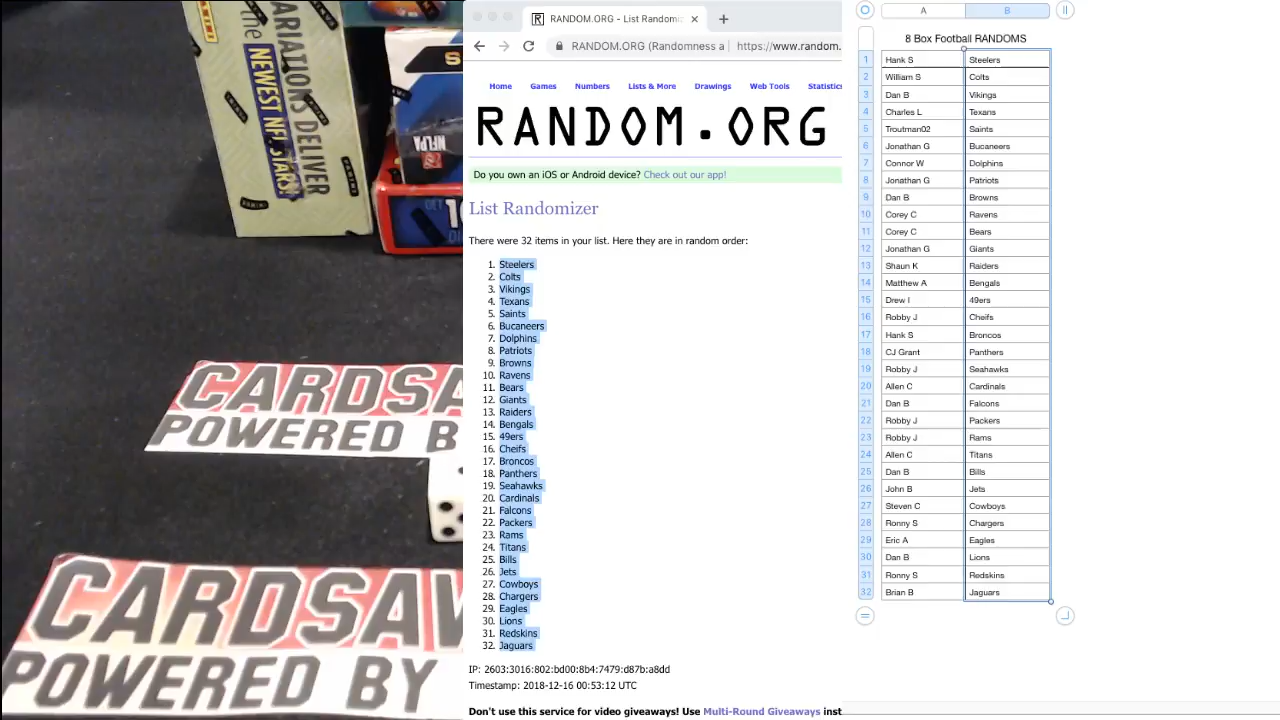 ARIATIONS DELIVER
NEWEST NFL STARS!
PANINI
NFLPA
CARDSA
POWERED B
CARDSAV
POWERED BY
RANDOM.ORG - List Randomiz
RANDOM.ORG (Randomness a
https://www.random.
Home
Games
Numbers
Lists & More
Drawings
Web Tools
Statistics
RANDOM.ORG
Do you own an iOS or Android device? Check out our app!
List Randomizer
There were 32 items in your list. Here they are in random order:
1. Steelers
2. Colts
3. Vikings
4. Texans
5. Saints
6. Bucaneers
7. Dolphins
8. Patriots
9. Browns
10. Ravens
11. Bears
12. Giants
13. Raiders
14. Bengals
15. 49ers
16. Cheifs
17. Broncos
18. Panthers
19. Seahawks
20. Cardinals
21. Falcons
22. Packers
23. Rams
24. Titans
25. Bills
26. Jets
27. Cowboys
28. Chargers
29. Eagles
30. Lions
31. Redskins
32. Jaguars
IP: 2603:3016:802:bd00:8b4:7479:d87b:a8dd
Timestamp: 2018-12-16 00:53:12 UTC
Don't use this service for video giveaways! Use Multi-Round Giveaways inst
A B
8 Box Football RANDOMS
1 Hank S Steelers
2 William S Colts
3 Dan B Vikings
4 Charles L Texans
5 Troutman02 Saints
6 Jonathan G Bucaneers
7 Connor W Dolphins
8 Jonathan G Patriots
9 Dan B Browns
10 Corey C Ravens
11 Corey C Bears
12 Jonathan G Giants
13 Shaun K Raiders
14 Matthew A Bengals
15 Drew I 49ers
16 Robby J Cheifs
17 Hank S Broncos
18 CJ Grant Panthers
19 Robby J Seahawks
20 Allen C Cardinals
21 Dan B Falcons
22 Robby J Packers
23 Robby J Rams
24 Allen C Titans
25 Dan B Bills
26 John B Jets
27 Steven C Cowboys
28 Ronny S Chargers
29 Eric A Eagles
30 Dan B Lions
31 Ronny S Redskins
32 Brian B Jaguars